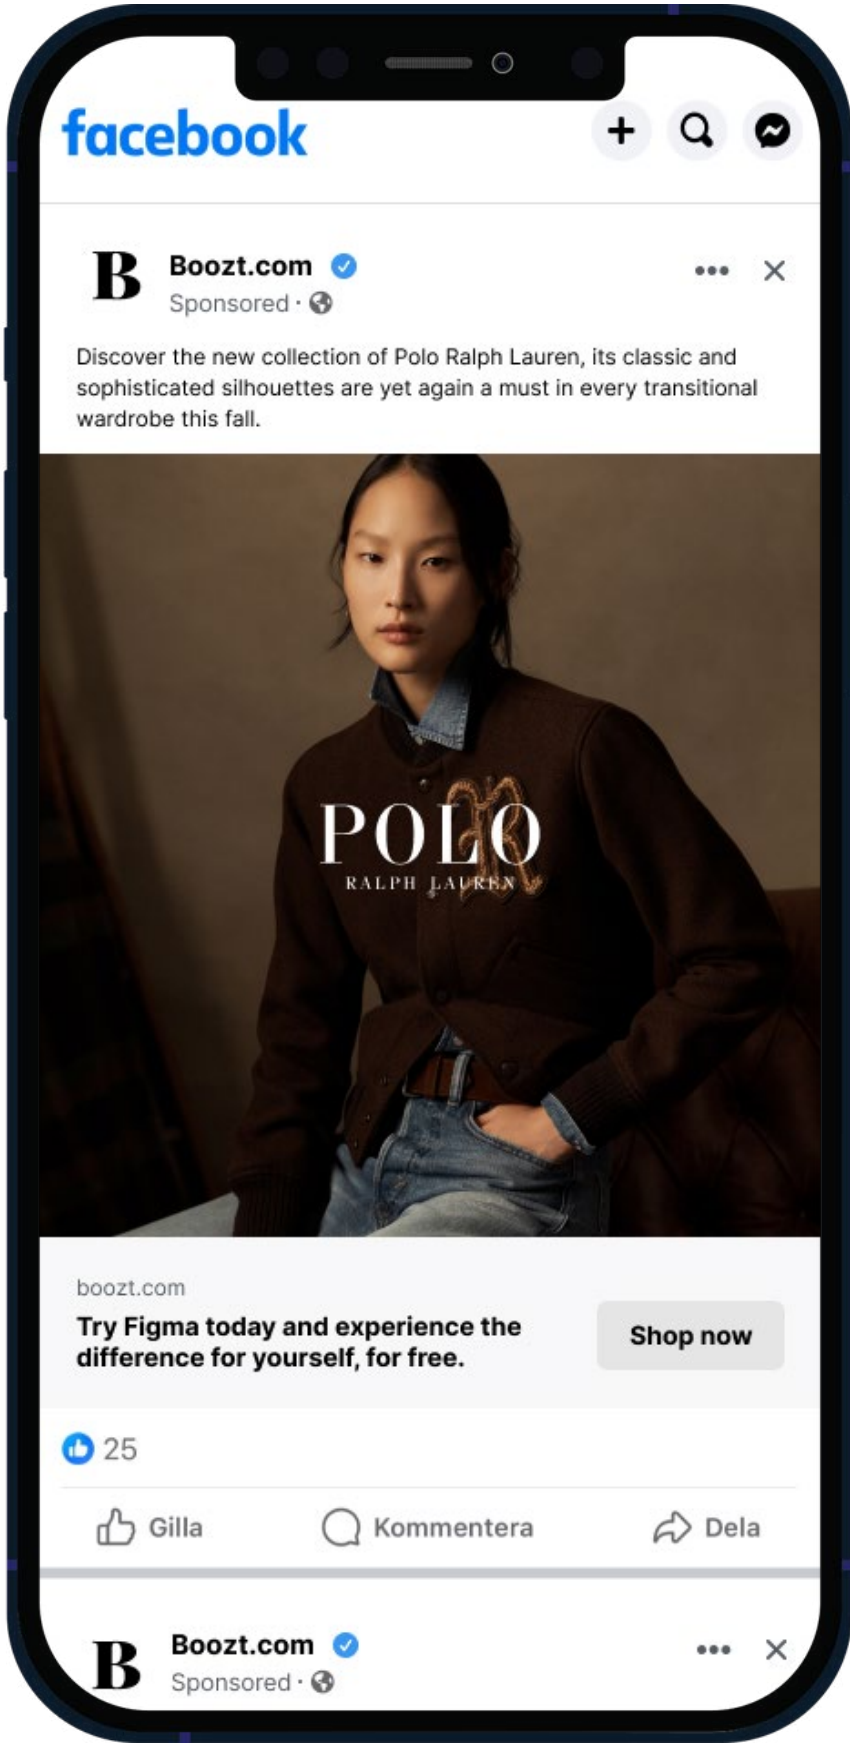 facebook
B
Boozt.com
Sponsored ·
Discover the new collection of Polo Ralph Lauren, its classic and
sophisticated silhouettes are yet again a must in every transitional
wardrobe this fall.
R
POLO
RALPH LAUREN
boozt.com
Try Figma today and experience the
difference for yourself, for free.
Shop now
25
Gilla
Kommentera
Dela
B
Boozt.com
Sponsored ·